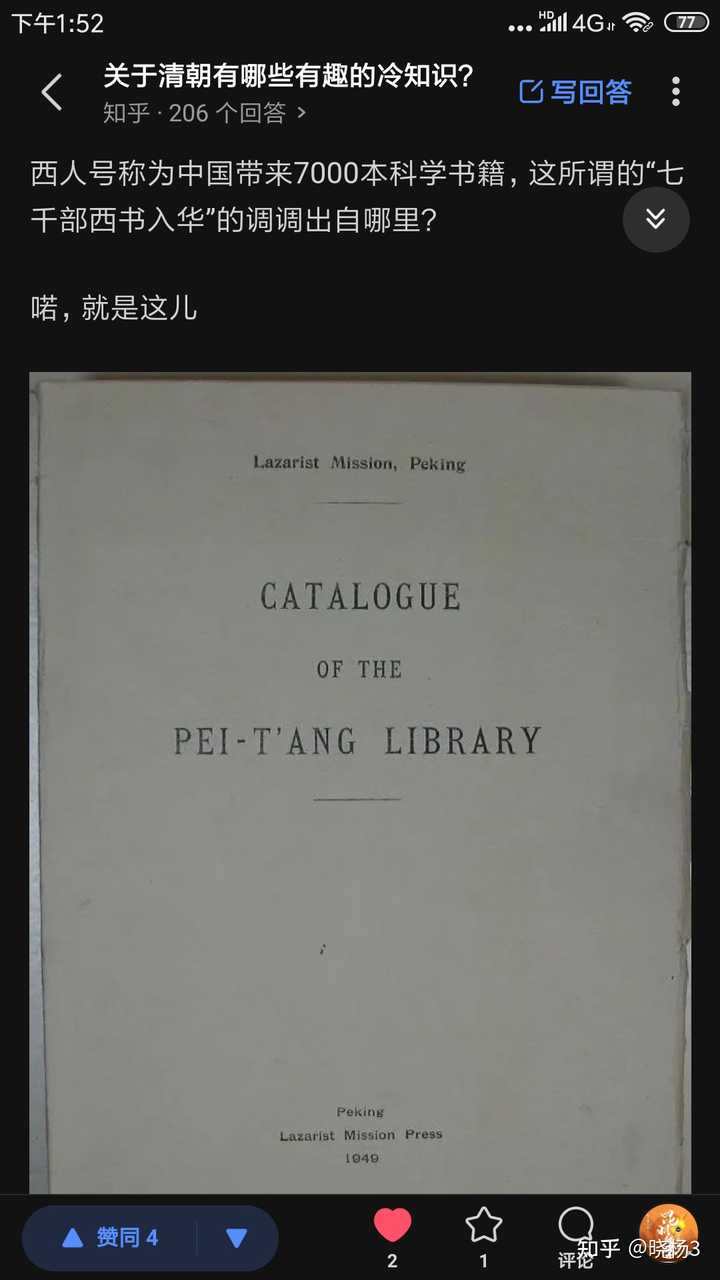 下午1:52
HD 4G 77
关于清朝有哪些有趣的冷知识?
知乎 · 206 个回答 >
写回答
西人号称为中国带来7000本科学书籍，这所谓的“七
千部西书入华”的调调出自哪里?
喏，就是这儿
Lazarist Mission, Peking
CATALOGUE
OF THE
PEI-T'ANG LIBRARY
Peking
Lazarist Mission Press
1949
赞同 4
2
1
评论
知乎 @晓杨3